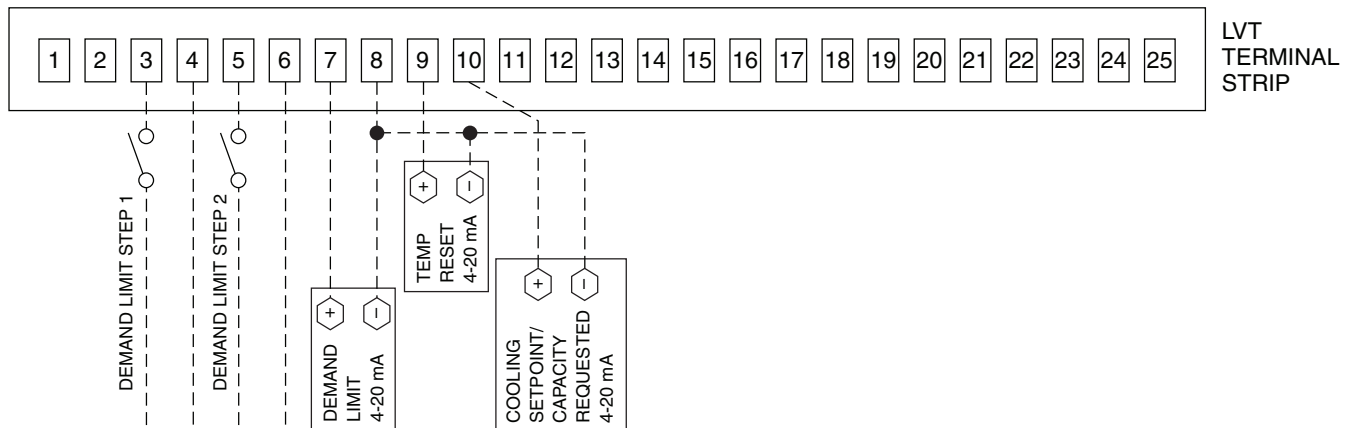 1 2 3 4 5 6 7 8 9 10 11 12 13 14 15 16 17 18 19 20 21 22 23 24 25
LVT
TERMINAL
STRIP
DEMAND LIMIT STEP 1
DEMAND LIMIT STEP 2
+ –
DEMAND
LIMIT
4-20 mA
+ –
TEMP
RESET
4-20 mA
+ –
COOLING
SETPOINT/
CAPACITY
REQUESTED
4-20 mA